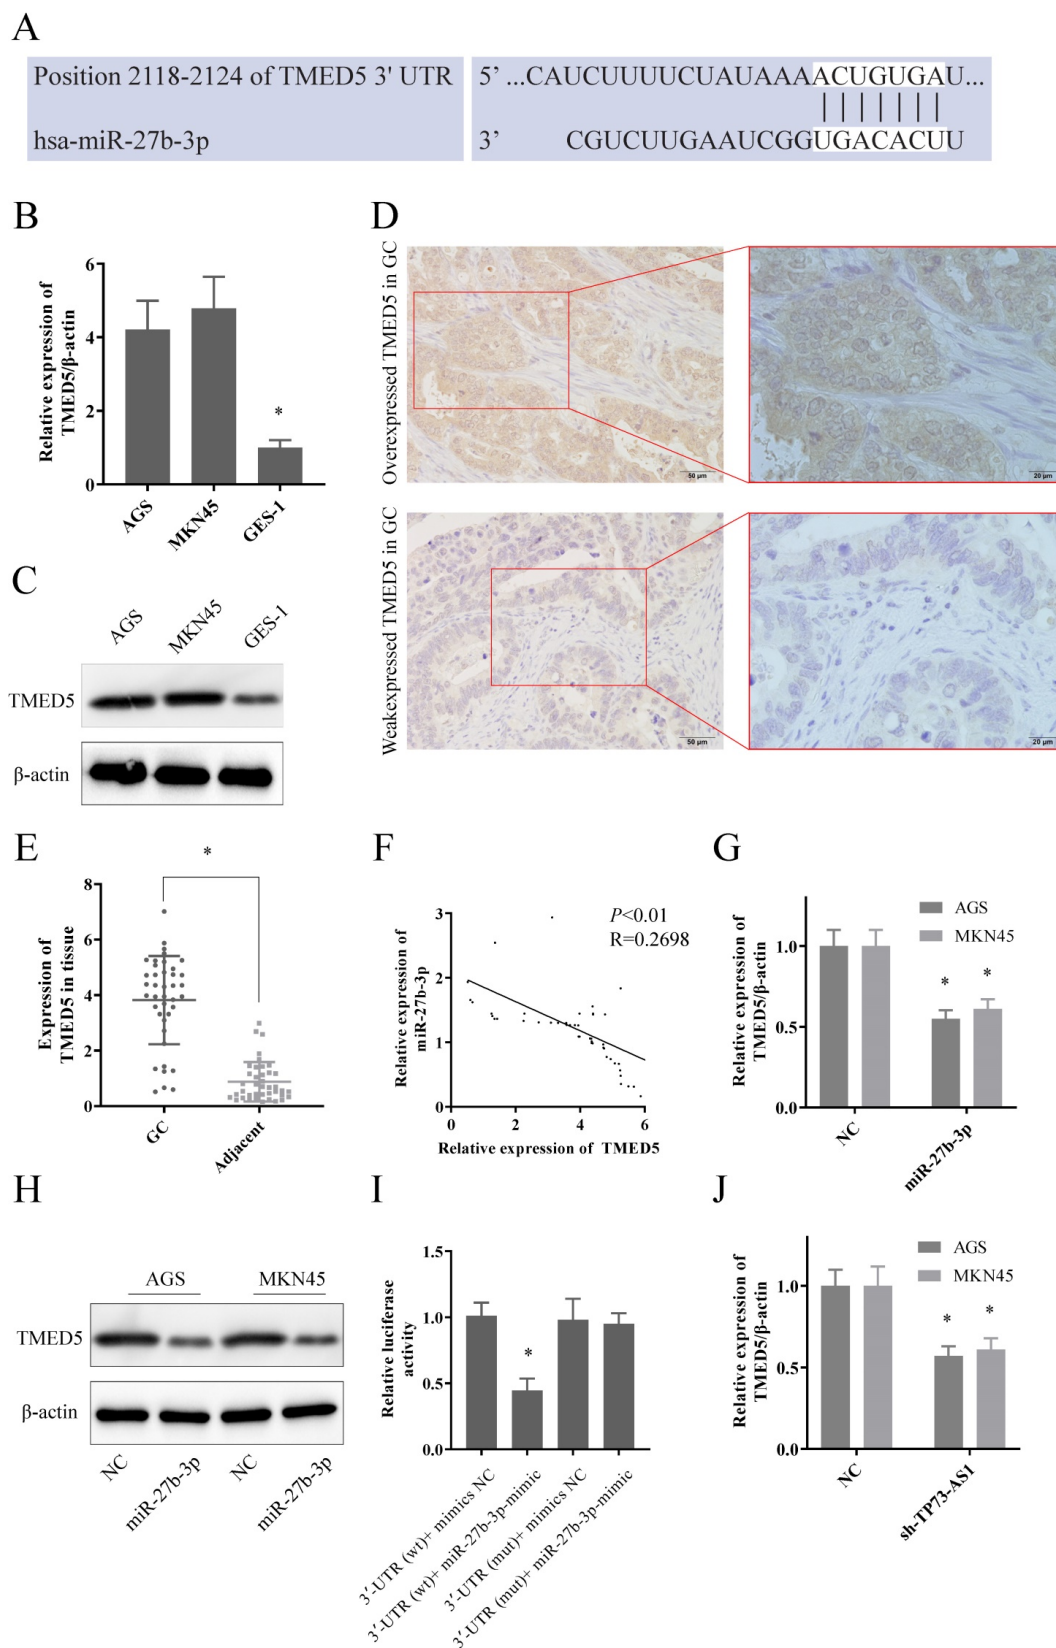 A
Position 2118-2124 of TMED5 3' UTR
5’ ...CAUCUUUUCUAUAAAACUGUGAU...
hsa-miR-27b-3p
3’ CGUCUUGAAUCGGUGACACUU
B
Relative expression of
TMED5/β-actin
6
4
2
0
*
AGS
MKN45
GES-1
C
AGS
MKN45
GES-1
TMED5
β-actin
D
Overexpressed TMED5 in GC
50 μm
20 μm
Weakexpressed TMED5 in GC
50 μm
20 μm
E
Expression of
TMED5 in tissue
8
6
4
2
0
*
GC
Adjacent
F
Relative expression of
miR-27b-3p
3
2
1
0
P<0.01
R=0.2698
0
2
4
6
Relative expression of TMED5
G
Relative expression of
TMED5/β-actin
1.0
0.5
0.0
AGS
MKN45
*
*
NC
miR-27b-3p
H
AGS
MKN45
TMED5
β-actin
NC
miR-27b-3p
NC
miR-27b-3p
I
Relative luciferase
activity
1.5
1.0
0.5
0.0
*
3′-UTR (wt)+ mimics NC
3′-UTR (wt)+ miR-27b-3p-mimic
3′-UTR (mut)+ mimics NC
3′-UTR (mut)+ miR-27b-3p-mimic
J
Relative expression of
TMED5/β-actin
1.0
0.5
0.0
AGS
MKN45
*
*
NC
sh-TP73-AS1